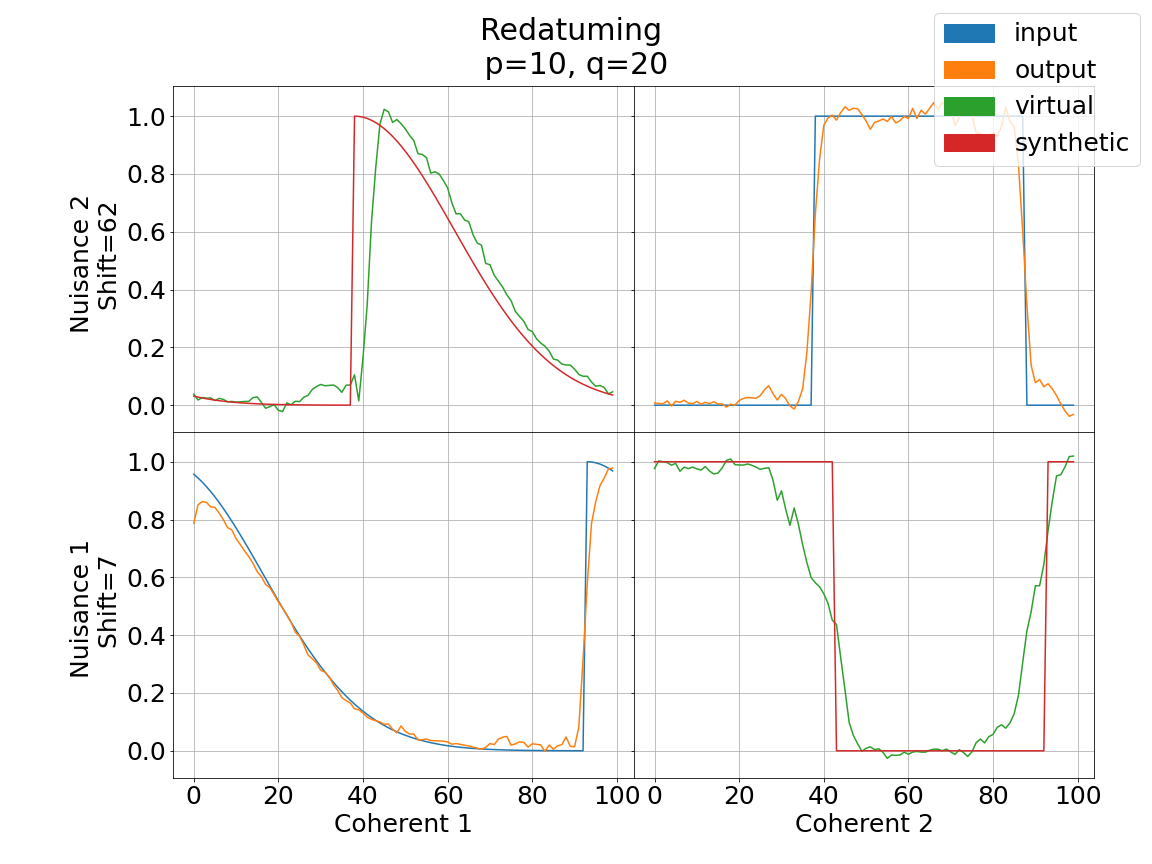 Redatuming
p=10, q=20
input
output
virtual
synthetic
Nuisance 2
Shift=62
1.0
0.8
0.6
0.4
0.2
0.0
Nuisance 1
Shift=7
1.0
0.8
0.6
0.4
0.2
0.0
0 20 40 60 80 100
0 20 40 60 80 100
Coherent 1
Coherent 2